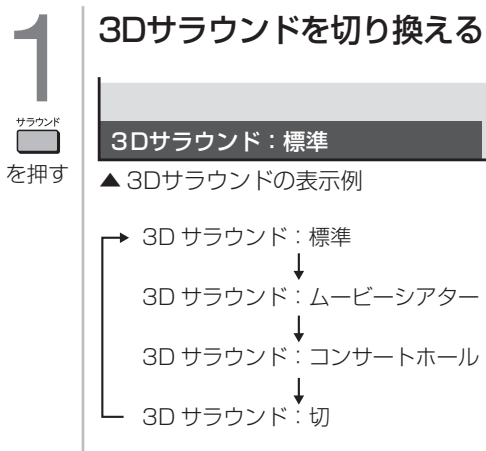 1
サラウンド
を押す
3Dサラウンドを切り換える
3Dサラウンド：標準
▲ 3Dサラウンドの表示例
3D サラウンド：標準
3D サラウンド：ムービーシアター
3D サラウンド：コンサートホール
3D サラウンド：切